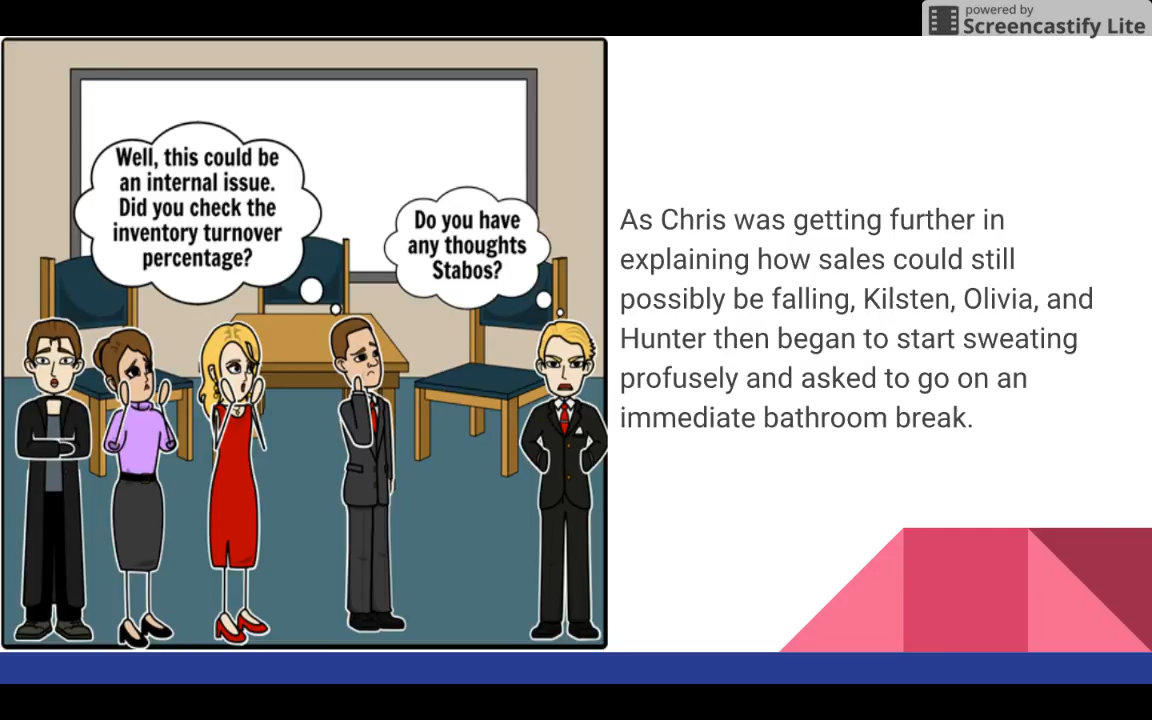 powered by
Screencastify Lite
Well, this could be
an internal issue.
Did you check the
inventory turnover
percentage?
Do you have
any thoughts
Stabos?
As Chris was getting further in
explaining how sales could still
possibly be falling, Kilsten, Olivia, and
Hunter then began to start sweating
profusely and asked to go on an
immediate bathroom break.